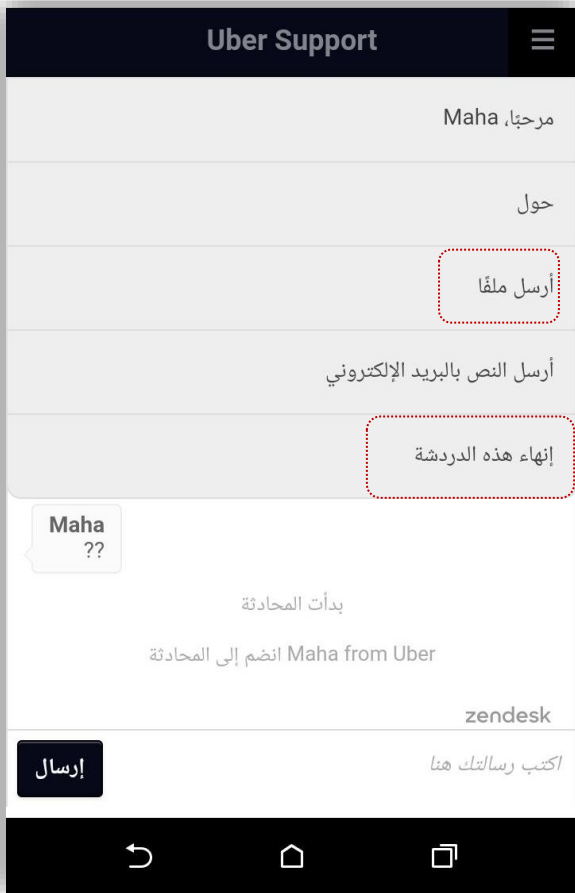 Uber Support
مرحبًا، Maha
حول
أرسل ملفًا
أرسل النص بالبريد الإلكتروني
إنهاء هذه الدردشة
Maha
??
بدأت المحادثة
Maha from Uber انضم إلى المحادثة
zendesk
اكتب رسالتك هنا
إرسال